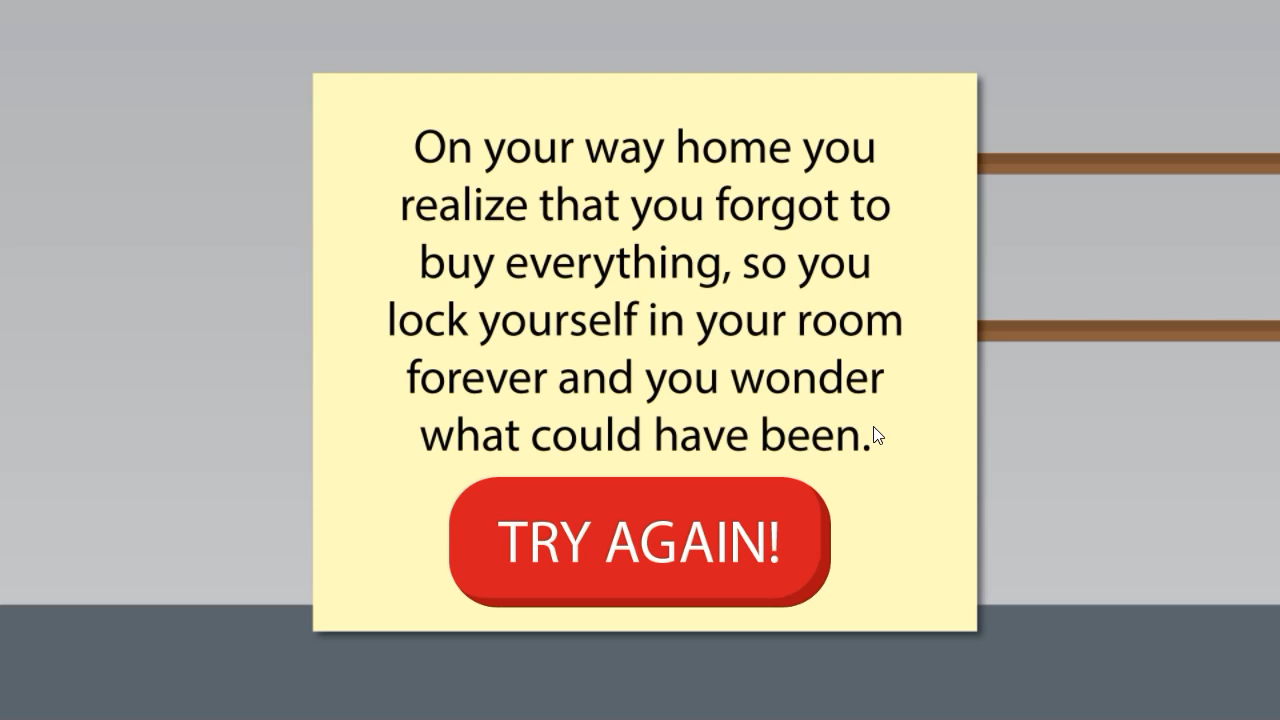 On your way home you
realize that you forgot to
buy everything, so you
lock yourself in your room
forever and you wonder
what could have been.
TRY AGAIN!